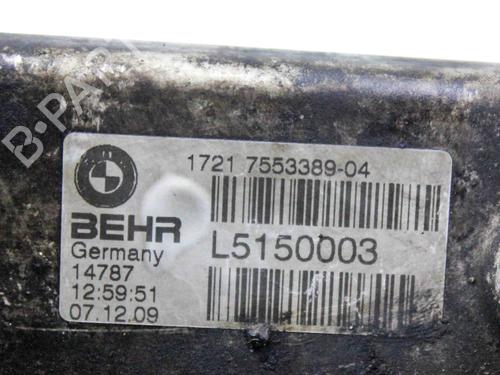 B-PARTS
1721 7553389-04
BEHR
Germany
14787
12:59:51
07.12.09
L5150003